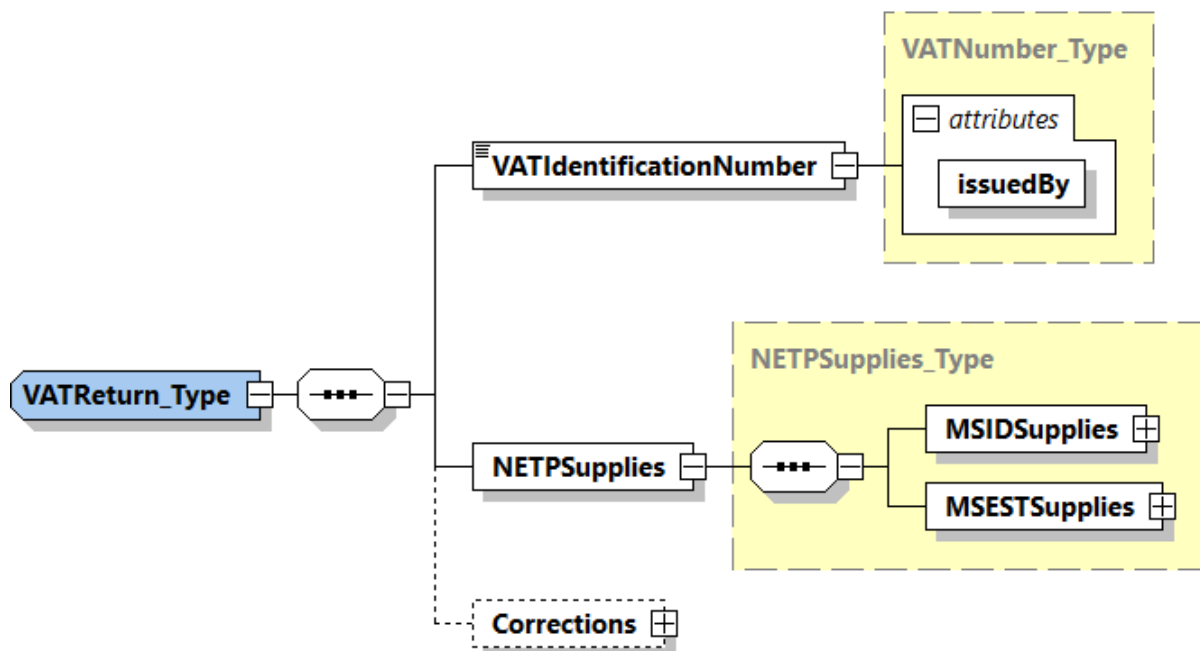 VATNumber_Type
attributes
VATIdentificationNumber
issuedBy
NETPSupplies_Type
VATReturn_Type
MSIDSupplies
NETPSupplies
MSESTSupplies
Corrections